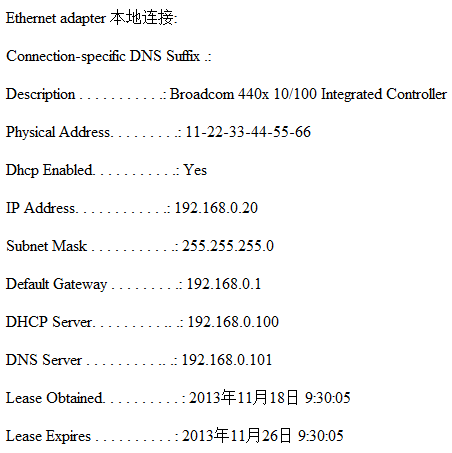 Ethernet adapter 本地连接:
Connection-specific DNS Suffix .:
Description . . . . . . . . . . .: Broadcom 440x 10/100 Integrated Controller
Physical Address. . . . . . . . .: 11-22-33-44-55-66
Dhcp Enabled. . . . . . . . . . .: Yes
IP Address. . . . . . . . . . . .: 192.168.0.20
Subnet Mask . . . . . . . . . . .: 255.255.255.0
Default Gateway . . . . . . . . .: 192.168.0.1
DHCP Server. . . . . . . . . .. .: 192.168.0.100
DNS Server . . . . . . . . . .. .: 192.168.0.101
Lease Obtained. . . . . . . . . . : 2013年11月18日 9:30:05
Lease Expires . . . . . . . . . . : 2013年11月26日 9:30:05